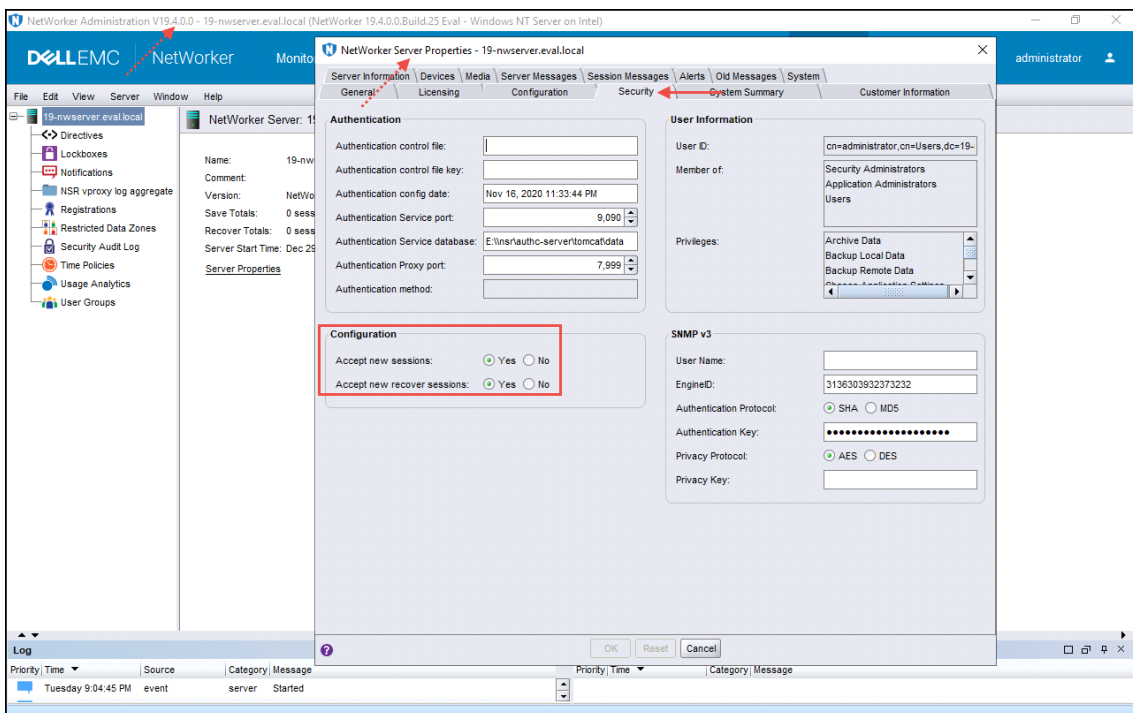 NetWorker Administration V19.4.0.0 - 19-nwserver.eval.local (NetWorker 19.4.0.0.Build.25 Eval - Windows NT Server on Intel)
DELLEMC NetWorker Monito administrator
File Edit View Server Window Help
19-nwserver.eval.local
Directives
Lockboxes
Notifications
NSR vproxy log aggregate
Registrations
Restricted Data Zones
Security Audit Log
Time Policies
Usage Analytics
User Groups
NetWorker Server: 19
Name: 19-nw
Comment:
Version: NetWo
Save Totals: 0 sess
Recover Totals: 0 sess
Server Start Time: Dec 29
Server Properties
NetWorker Server Properties - 19-nwserver.eval.local
Server Information Devices Media Server Messages Session Messages Alerts Old Messages System
General Licensing Configuration Security System Summary Customer Information
Authentication
Authentication control file:
Authentication control file key:
Authentication config date: Nov 16, 2020 11:33:44 PM
Authentication Service port: 9,090
Authentication Service database: E:\\nsr\authc-server\tomcat\data
Authentication Proxy port: 7,999
Authentication method:
Configuration
Accept new sessions: Yes No
Accept new recover sessions: Yes No
User Information
User ID: cn=administrator,cn=Users,dc=19-
Member of: Security Administrators
Application Administrators
Users
Privileges: Archive Data
Backup Local Data
Backup Remote Data
Change Application Settings
SNMP v3
User Name:
EngineID: 3136303932373232
Authentication Protocol: SHA MD5
Authentication Key: ●●●●●●●●●●●●●●●●●●●●
Privacy Protocol: AES DES
Privacy Key:
? OK Reset Cancel
Log
Priority Time Source Category Message Priority Time Category Message
Tuesday 9:04:45 PM event server Started